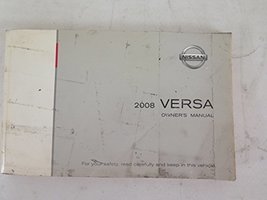 NISSAN
2008 VERSA
OWNER'S MANUAL
For your safety, read carefully and keep in this vehicle.